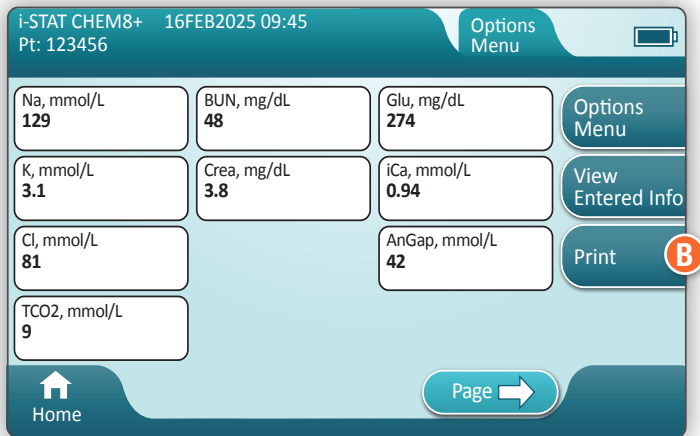 i-STAT CHEM8+ 16FEB2025 09:45
Pt: 123456
Options
Menu
Na, mmol/L
129
BUN, mg/dL
48
Glu, mg/dL
274
Options
Menu
K, mmol/L
3.1
Crea, mg/dL
3.8
iCa, mmol/L
0.94
View
Entered Info
Cl, mmol/L
81
AnGap, mmol/L
42
Print
B
TCO2, mmol/L
9
Home
Page